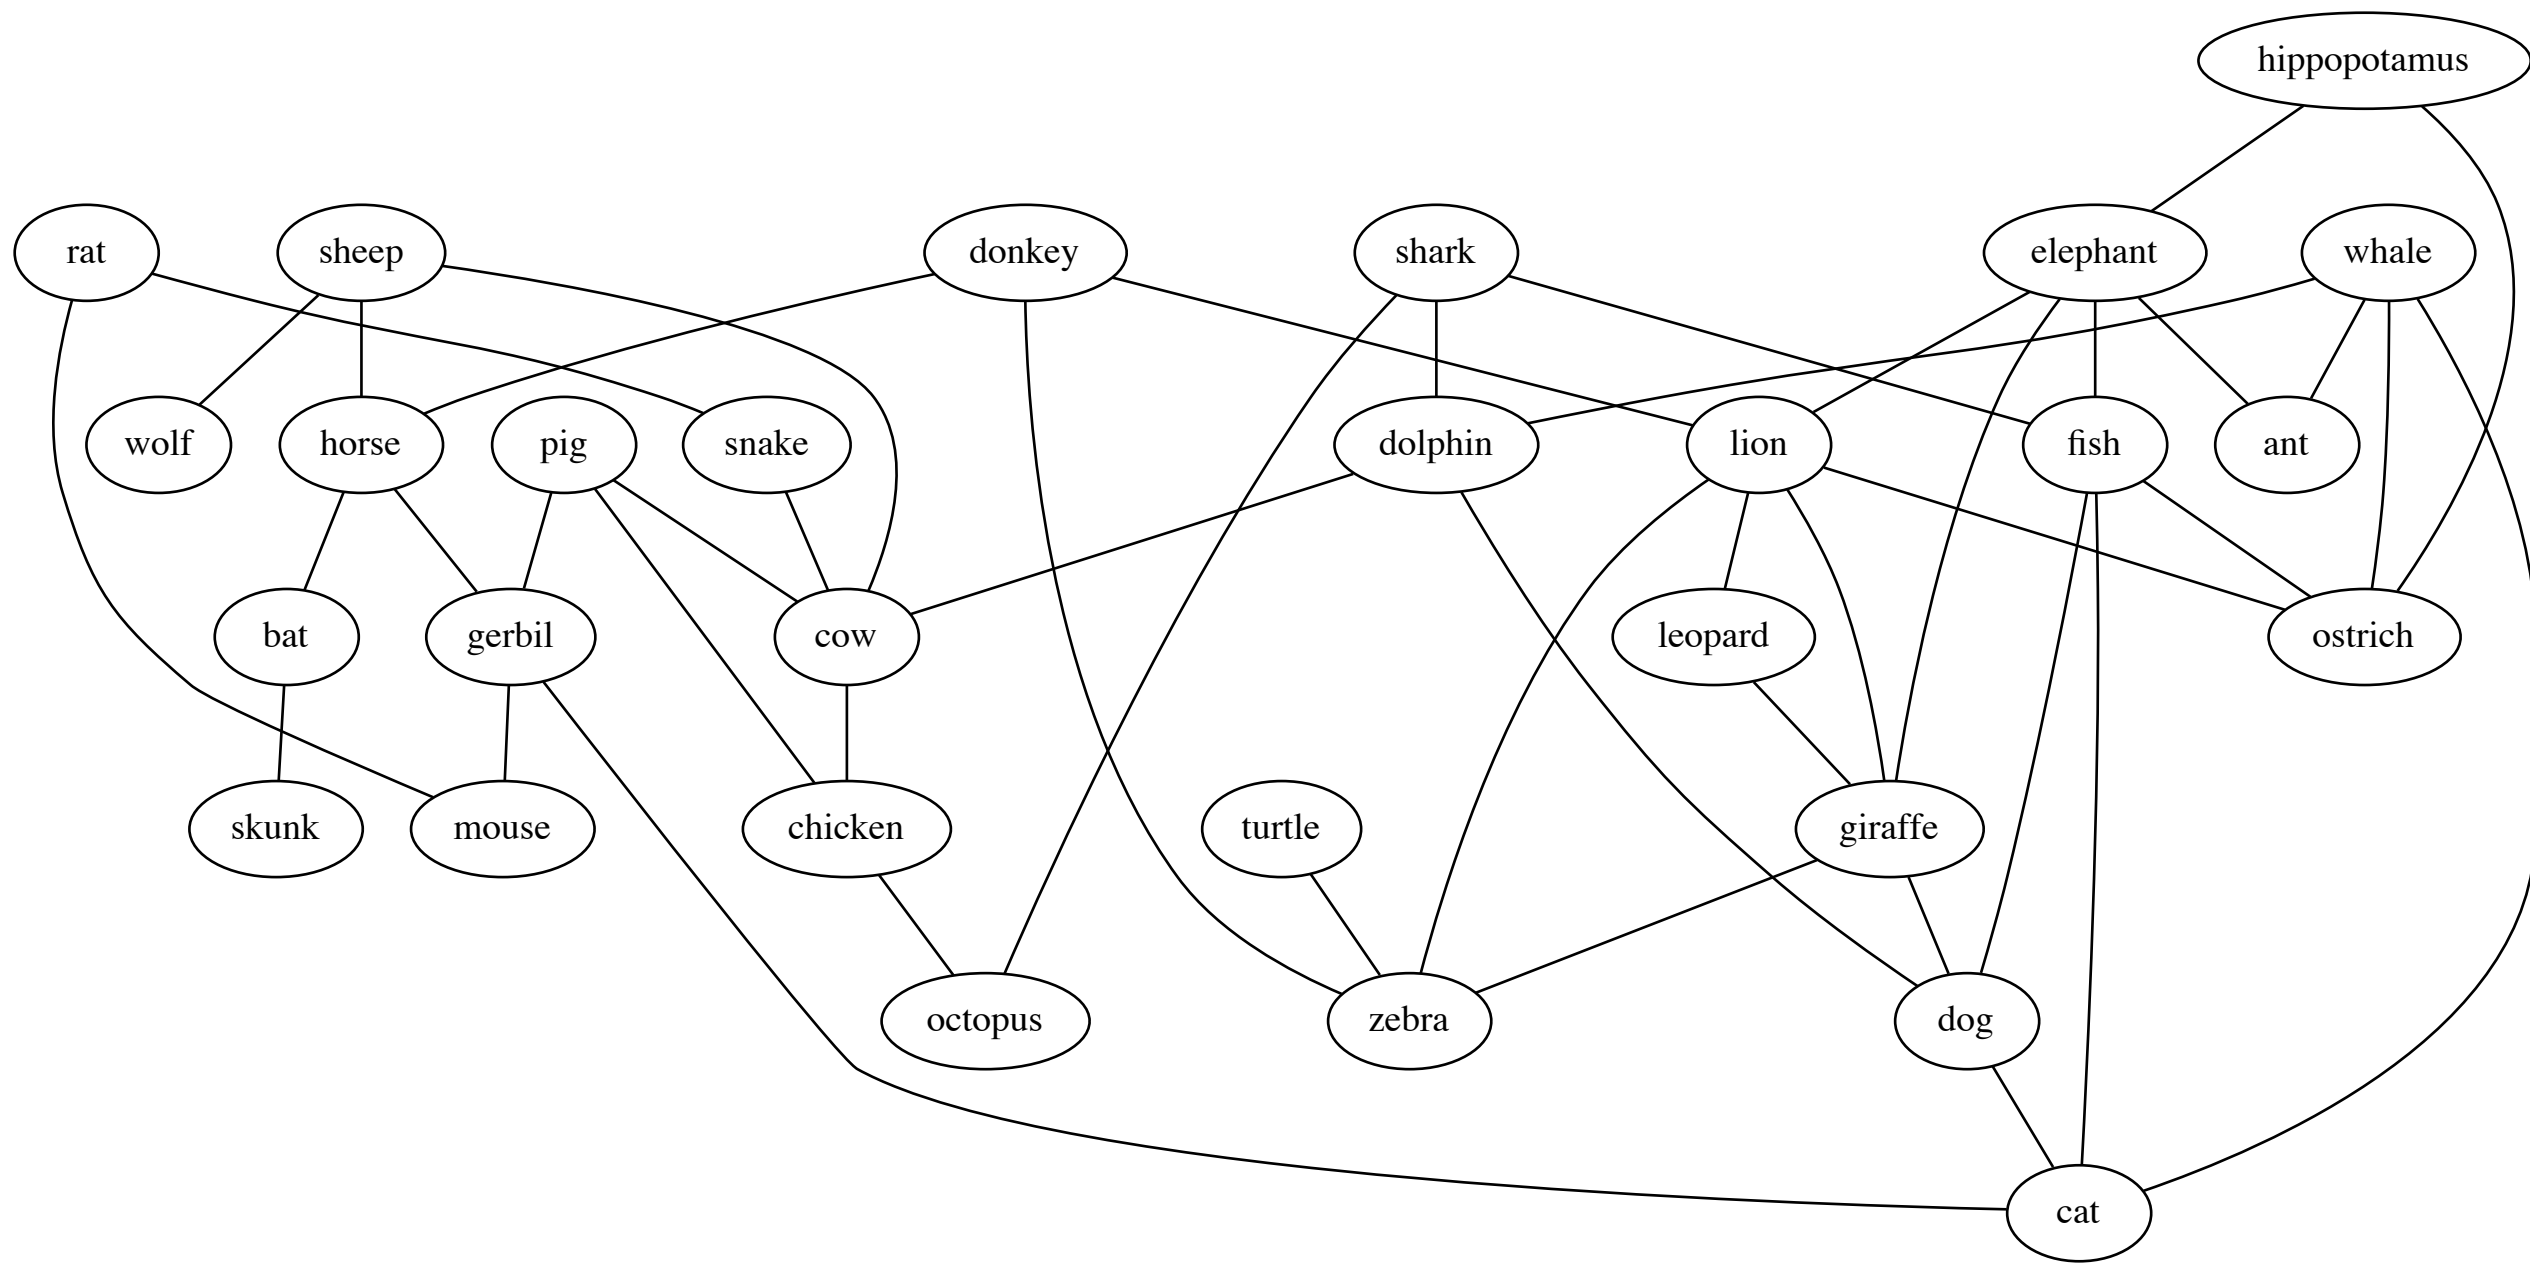 hippopotamus
rat
sheep
donkey
shark
elephant
whale
wolf
horse
pig
snake
dolphin
lion
fish
ant
bat
gerbil
cow
leopard
ostrich
skunk
mouse
chicken
turtle
giraffe
octopus
zebra
dog
cat